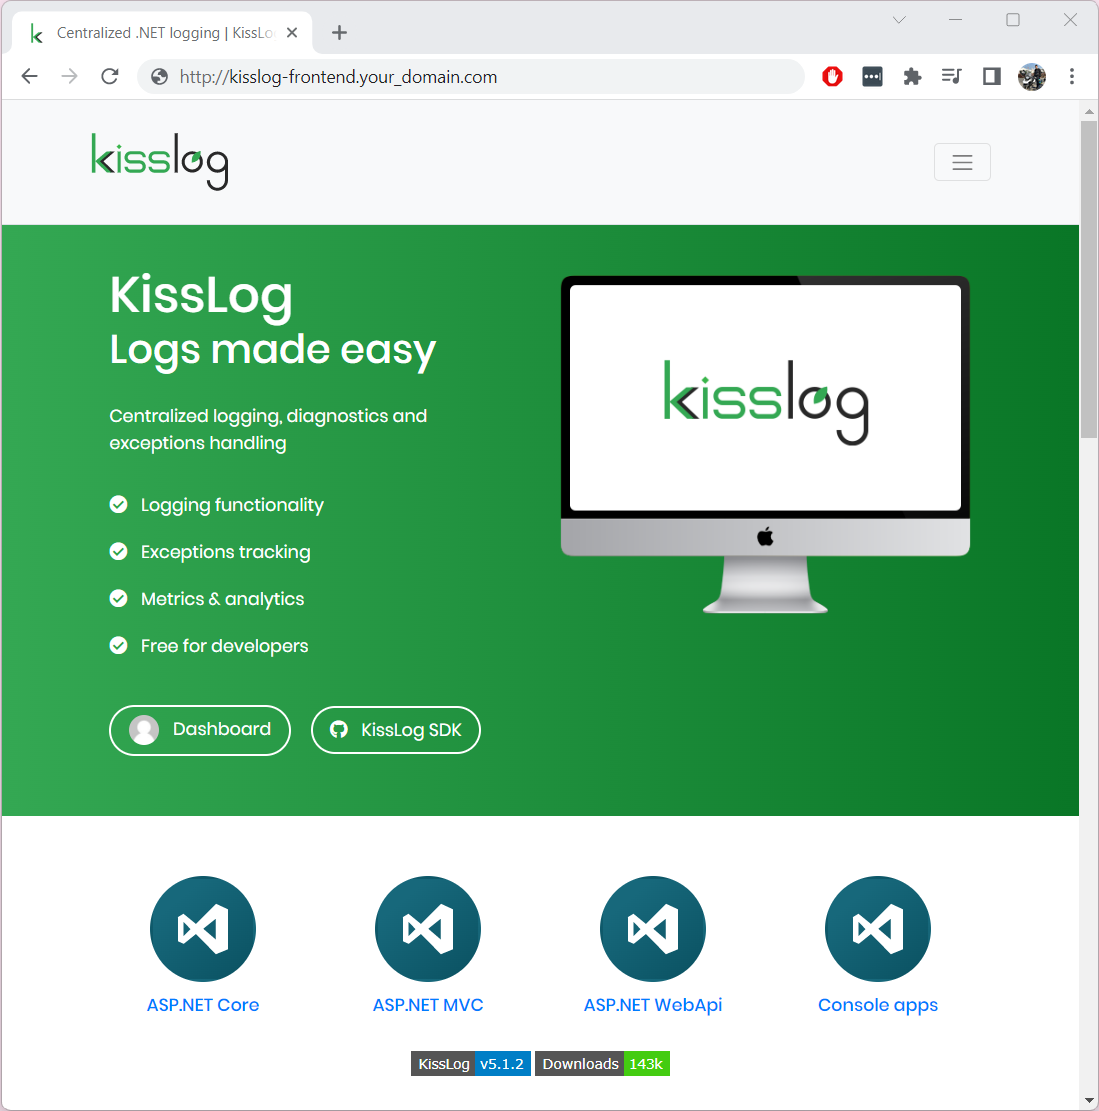 Centralized .NET logging | KissLo
http://kisslog-frontend.your_domain.com
kisslog
KissLog
Logs made easy
kisslog
Centralized logging, diagnostics and
exceptions handling
Logging functionality
Exceptions tracking
Metrics & analytics
Free for developers
Dashboard
KissLog SDK
ASP.NET Core
ASP.NET MVC
ASP.NET WebApi
Console apps
KissLog v5.1.2 Downloads 143k